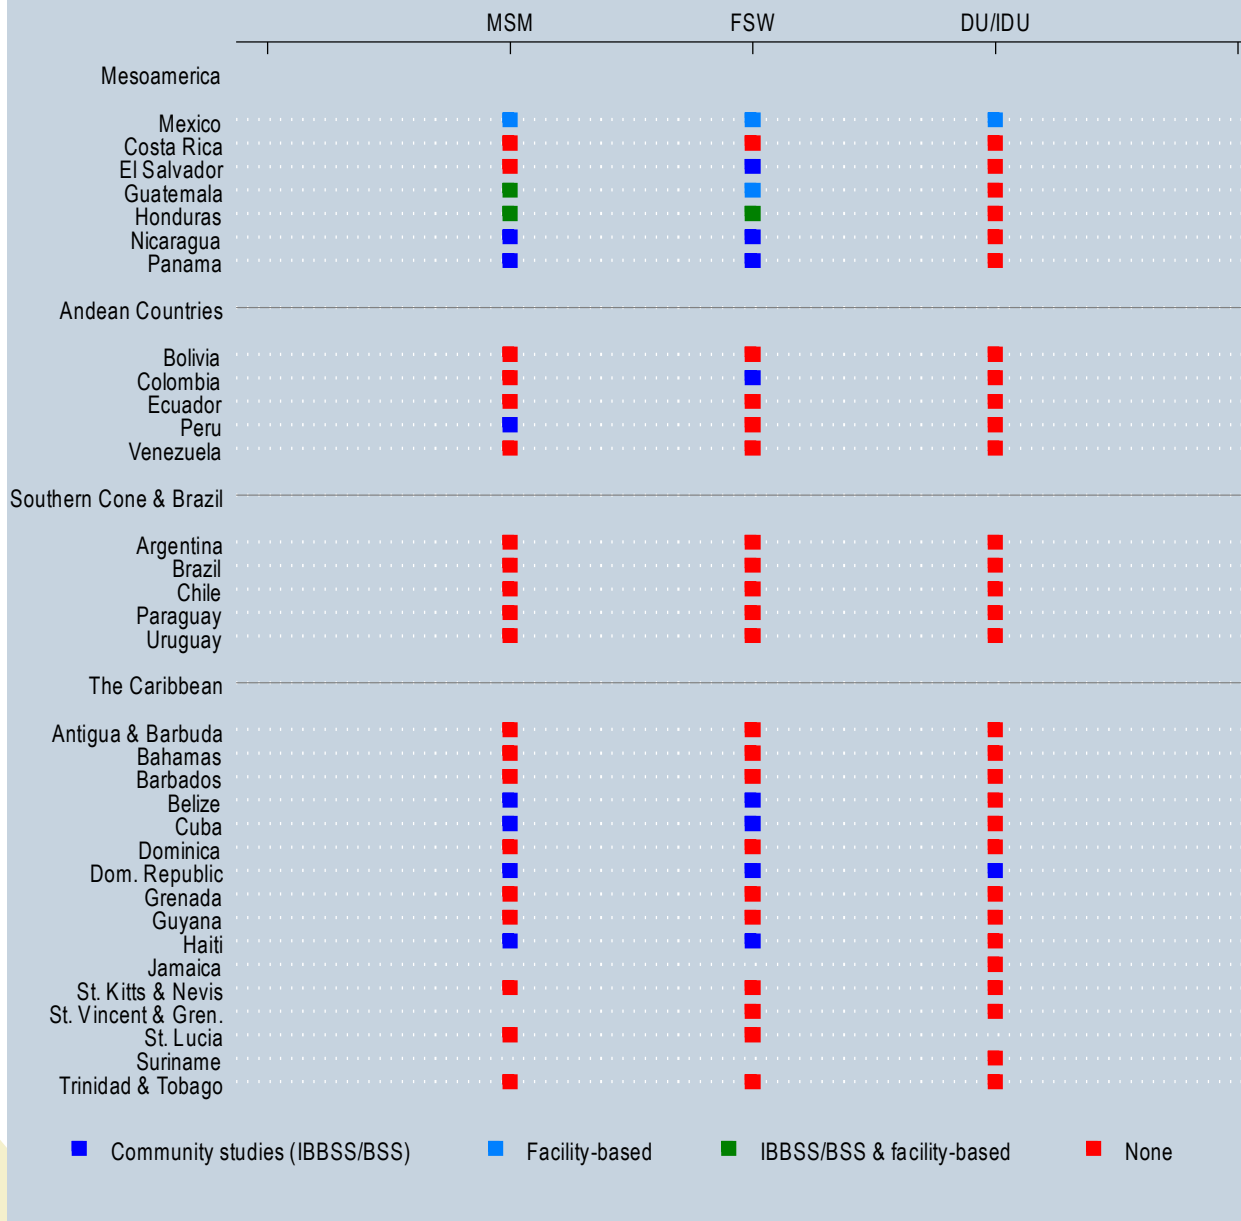 MSM FSW DU/IDU
Mesoamerica
Mexico
Costa Rica
El Salvador
Guatemala
Honduras
Nicaragua
Panama
Andean Countries
Bolivia
Colombia
Ecuador
Peru
Venezuela
Southern Cone & Brazil
Argentina
Brazil
Chile
Paraguay
Uruguay
The Caribbean
Antigua & Barbuda
Bahamas
Barbados
Belize
Cuba
Dominica
Dom. Republic
Grenada
Guyana
Haiti
Jamaica
St. Kitts & Nevis
St. Vincent & Gren.
St. Lucia
Suriname
Trinidad & Tobago
Community studies (IBBSS/BSS) Facility-based IBBSS/BSS & facility-based None